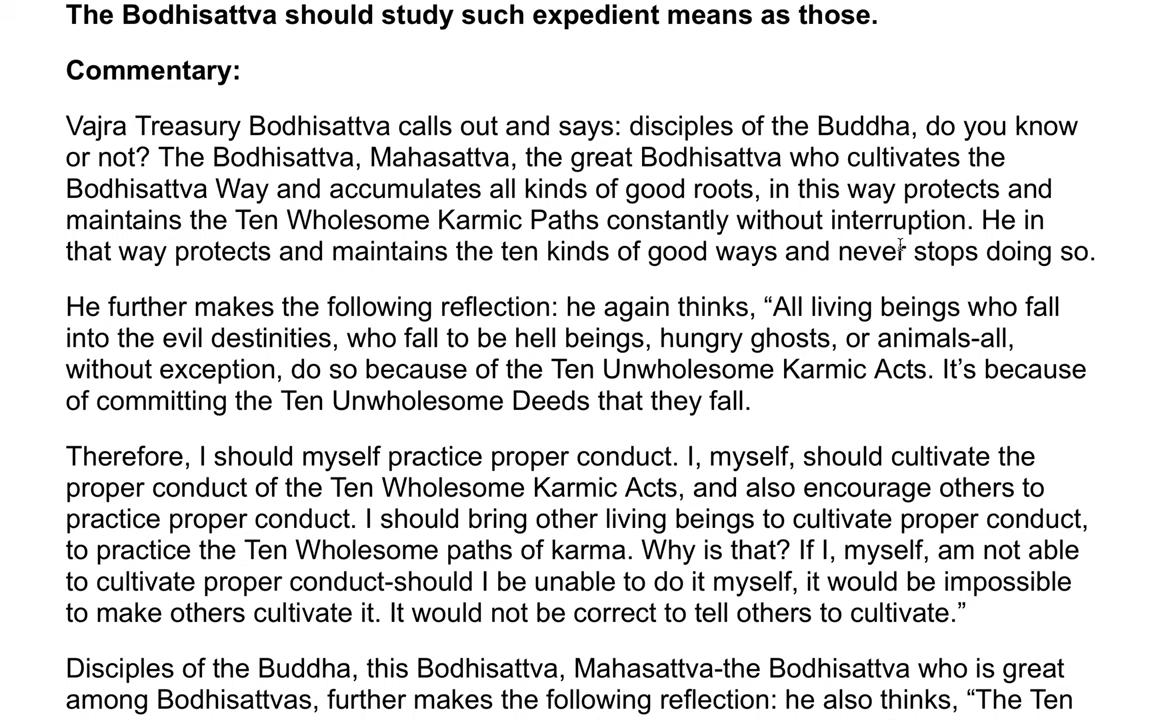 The Bodhisattva should study such expedient means as those.
Commentary:
Vajra Treasury Bodhisattva calls out and says: disciples of the Buddha, do you know
or not? The Bodhisattva, Mahasattva, the great Bodhisattva who cultivates the
Bodhisattva Way and accumulates all kinds of good roots, in this way protects and
maintains the Ten Wholesome Karmic Paths constantly without interruption. He in
that way protects and maintains the ten kinds of good ways and never stops doing so.
He further makes the following reflection: he again thinks, “All living beings who fall
into the evil destinities, who fall to be hell beings, hungry ghosts, or animals-all,
without exception, do so because of the Ten Unwholesome Karmic Acts. It’s because
of committing the Ten Unwholesome Deeds that they fall.
Therefore, I should myself practice proper conduct. I, myself, should cultivate the
proper conduct of the Ten Wholesome Karmic Acts, and also encourage others to
practice proper conduct. I should bring other living beings to cultivate proper conduct,
to practice the Ten Wholesome paths of karma. Why is that? If I, myself, am not able
to cultivate proper conduct-should I be unable to do it myself, it would be impossible
to make others cultivate it. It would not be correct to tell others to cultivate.”
Disciples of the Buddha, this Bodhisattva, Mahasattva-the Bodhisattva who is great
among Bodhisattvas, further makes the following reflection: he also thinks, “The Ten